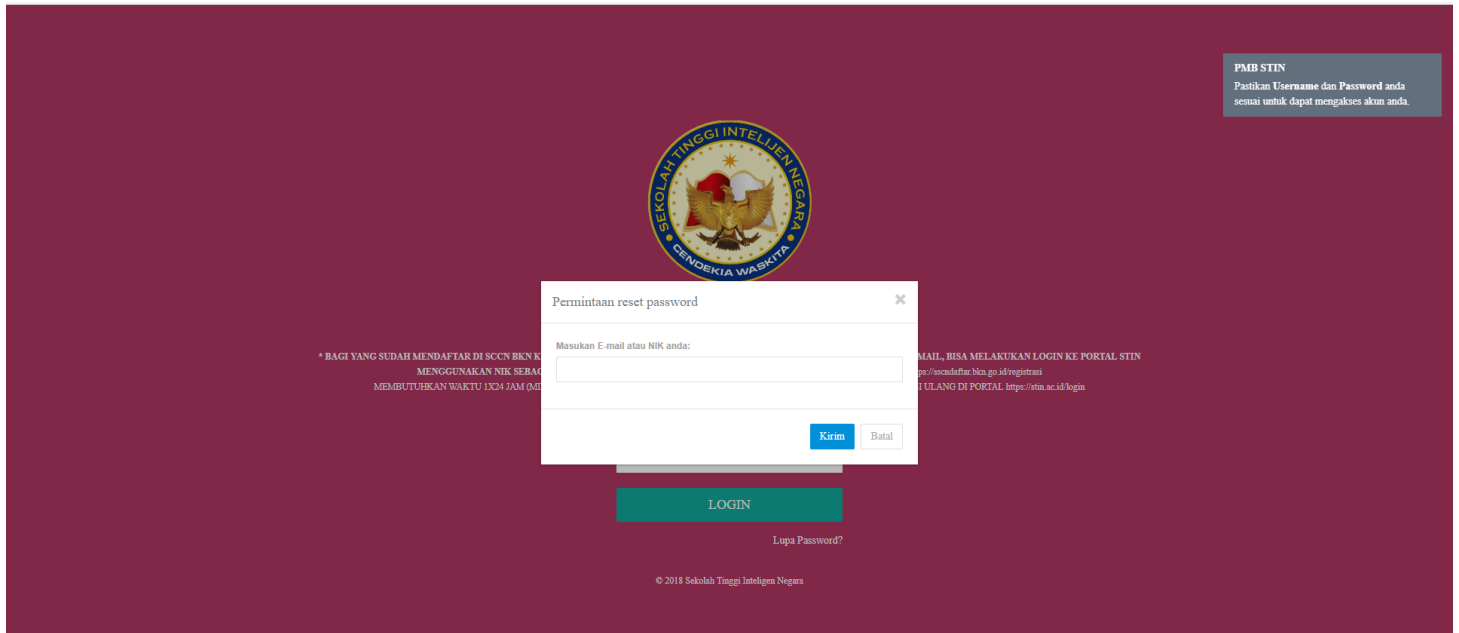 PMB STIN
Pastikan Username dan Password anda
sesuai untuk dapat mengakses akun anda.
SEKOLAH TINGGI INTELIJEN NEGARA
CENDEKIA WASKITA
Permintaan reset password
Masukan E-mail atau NIK anda:
* BAGI YANG SUDAH MENDAFTAR DI SCCN BKN MAIL, BISA MELAKUKAN LOGIN KE PORTAL STIN
MENGGUNAKAN NIK https://sscndaftar.bkn.go.id/registrasi
MEMBUTUHKAN WAKTU 1X24 JAM ULANG DI PORTAL https://stin.ac.id/login
Kirim Batal
LOGIN
Lupa Password?
© 2018 Sekolah Tinggi Inteligen Negara